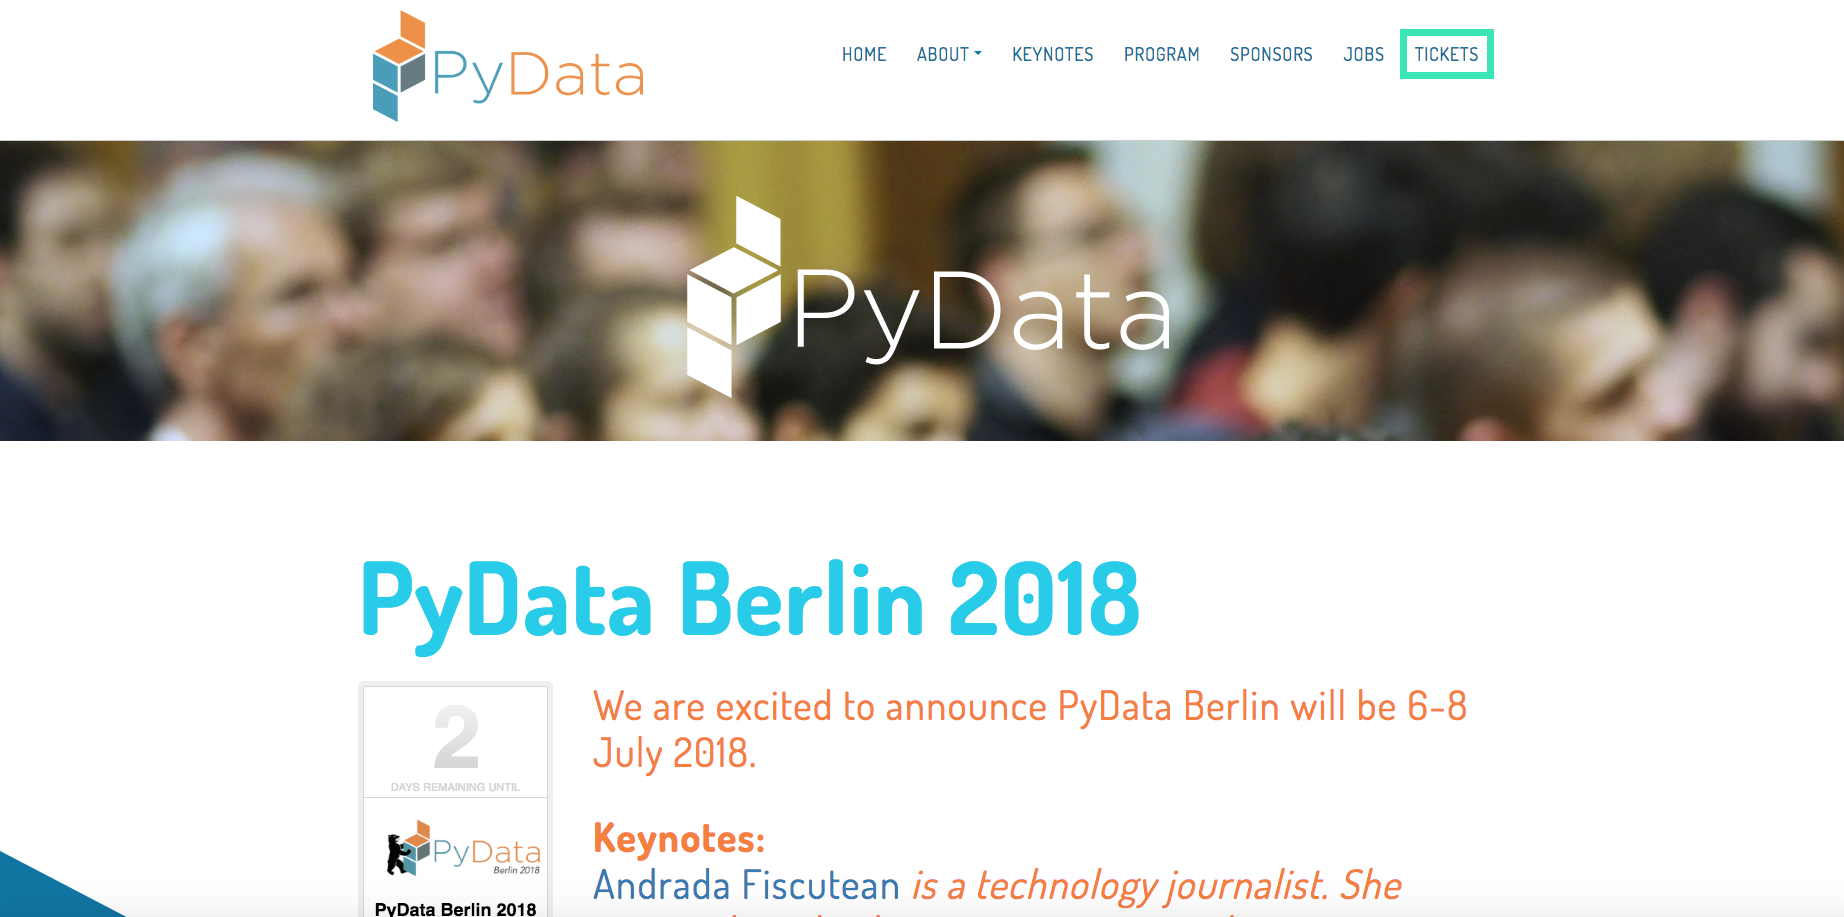 PyData
HOME ABOUT KEYNOTES PROGRAM SPONSORS JOBS TICKETS
PyData
PyData Berlin 2018
2
DAYS REMAINING UNTIL
PyData
Berlin 2018
PyData Berlin 2018
We are excited to announce PyData Berlin will be 6-8
July 2018.
Keynotes:
Andrada Fiscutean is a technology journalist. She